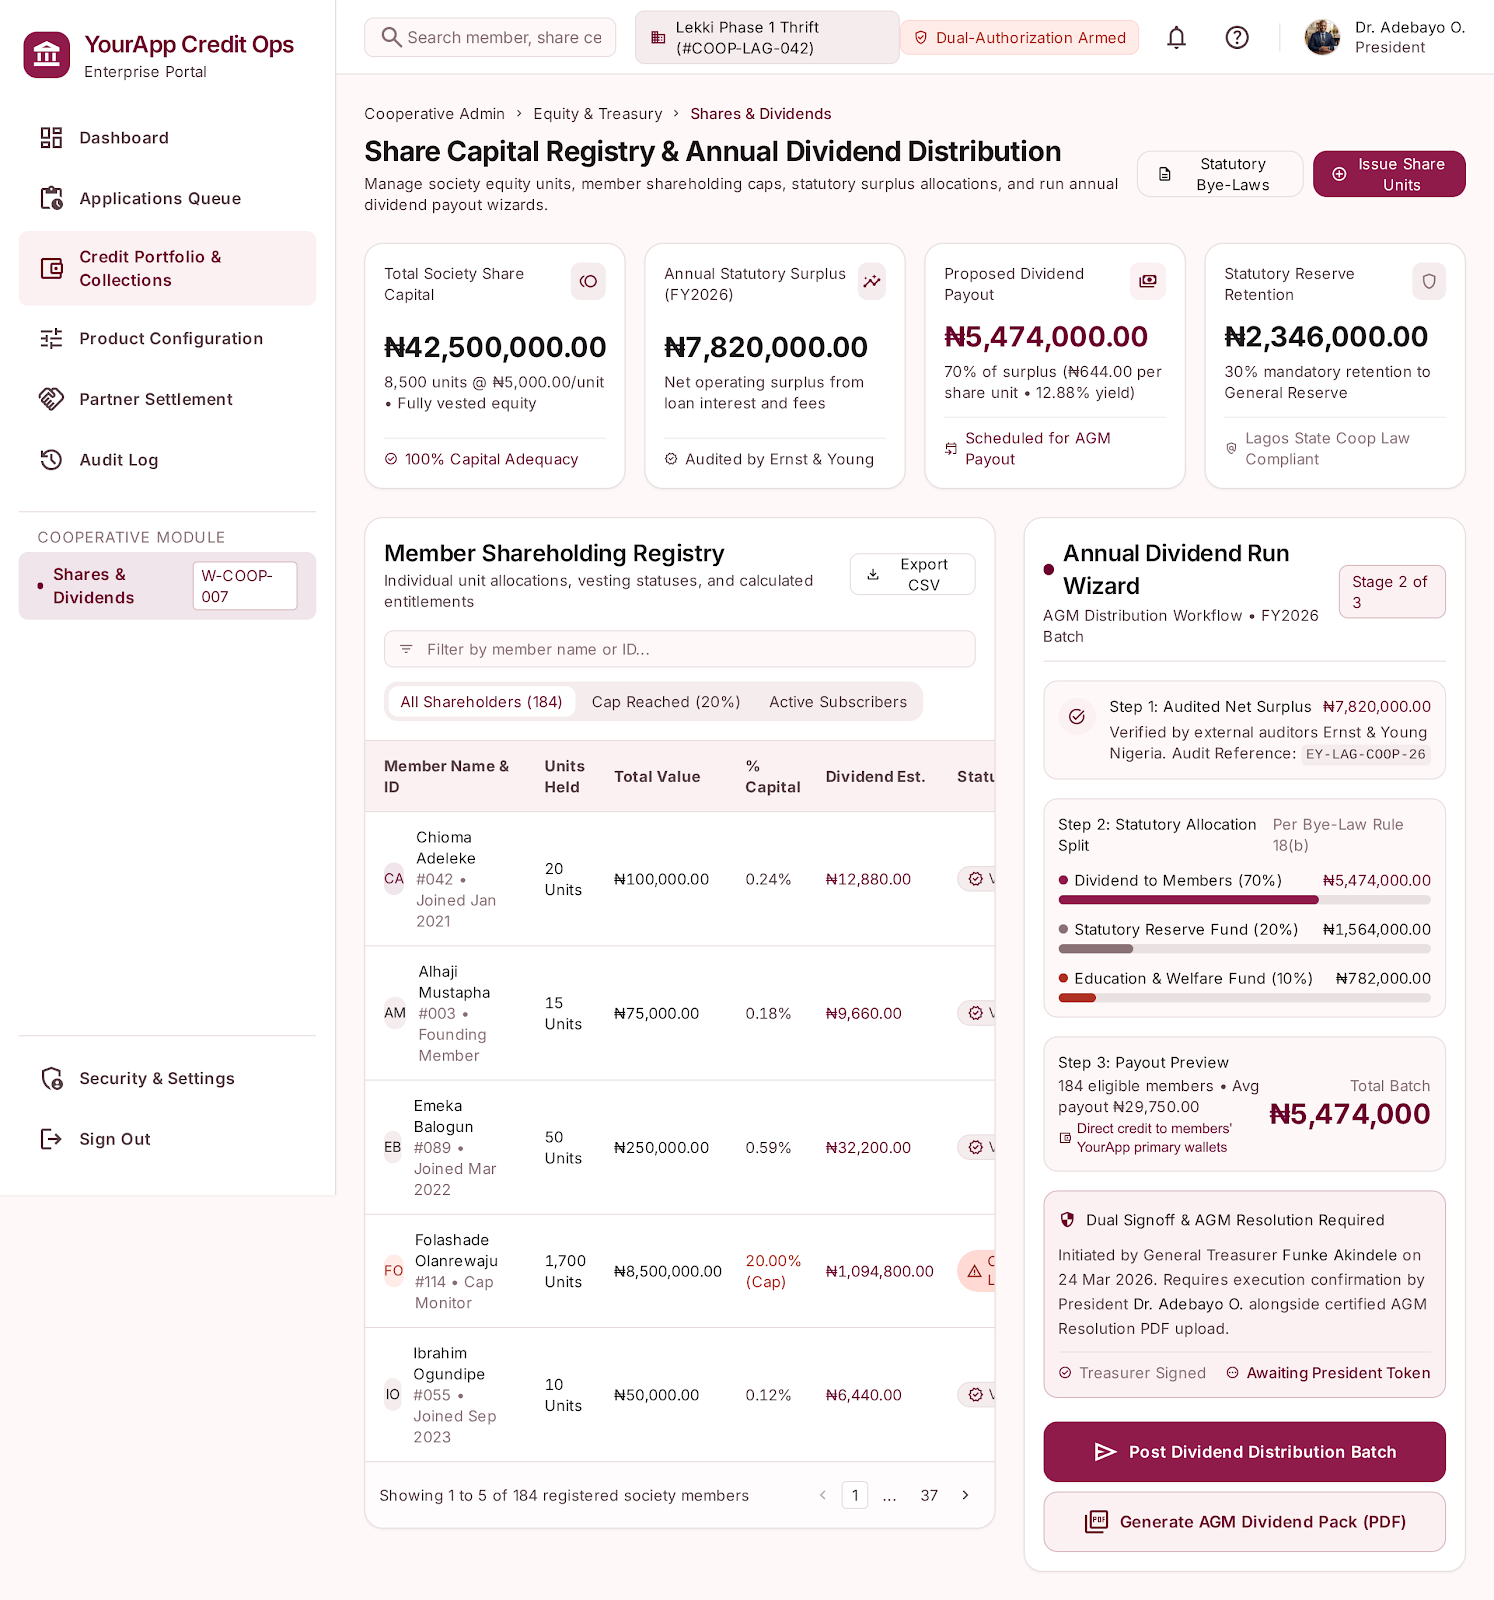 YourApp Credit Ops
Enterprise Portal
Dashboard
Applications Queue
Credit Portfolio &
Collections
Product Configuration
Partner Settlement
Audit Log
COOPERATIVE MODULE
Shares &
Dividends
W-COOP-
007
Security & Settings
Sign Out
Search member, share ce
Lekki Phase 1 Thrift
(#COOP-LAG-042)
Dual-Authorization Armed
Dr. Adebayo O.
President
Cooperative Admin › Equity & Treasury › Shares & Dividends
Share Capital Registry & Annual Dividend Distribution
Manage society equity units, member shareholding caps, statutory surplus allocations, and run annual
dividend payout wizards.
Statutory
Bye-Laws
Issue Share
Units
Total Society Share
Capital
₦42,500,000.00
8,500 units @ ₦5,000.00/unit
• Fully vested equity
100% Capital Adequacy
Annual Statutory Surplus
(FY2026)
₦7,820,000.00
Net operating surplus from
loan interest and fees
Audited by Ernst & Young
Proposed Dividend
Payout
₦5,474,000.00
70% of surplus (₦644.00 per
share unit • 12.88% yield)
Scheduled for AGM
Payout
Statutory Reserve
Retention
₦2,346,000.00
30% mandatory retention to
General Reserve
Lagos State Coop Law
Compliant
Member Shareholding Registry
Individual unit allocations, vesting statuses, and calculated
entitlements
Export
CSV
Filter by member name or ID...
All Shareholders (184)
Cap Reached (20%)
Active Subscribers
Member Name &
ID
Units
Held
Total Value
%
Capital
Dividend Est.
Statu
CA
Chioma
Adeleke
#042 •
Joined Jan
2021
20
Units
₦100,000.00
0.24%
₦12,880.00
V
AM
Alhaji
Mustapha
#003 •
Founding
Member
15
Units
₦75,000.00
0.18%
₦9,660.00
V
EB
Emeka
Balogun
#089 •
Joined Mar
2022
50
Units
₦250,000.00
0.59%
₦32,200.00
V
FO
Folashade
Olanrewaju
#114 • Cap
Monitor
1,700
Units
₦8,500,000.00
20.00%
(Cap)
₦1,094,800.00
C
L
IO
Ibrahim
Ogundipe
#055 •
Joined Sep
2023
10
Units
₦50,000.00
0.12%
₦6,440.00
V
Showing 1 to 5 of 184 registered society members
‹ 1 ... 37 ›
Annual Dividend Run
Wizard
AGM Distribution Workflow • FY2026
Batch
Stage 2 of
3
Step 1: Audited Net Surplus ₦7,820,000.00
Verified by external auditors Ernst & Young
Nigeria. Audit Reference: EY-LAG-COOP-26
Step 2: Statutory Allocation
Split
Per Bye-Law Rule
18(b)
Dividend to Members (70%) ₦5,474,000.00
Statutory Reserve Fund (20%) ₦1,564,000.00
Education & Welfare Fund (10%) ₦782,000.00
Step 3: Payout Preview
184 eligible members • Avg
payout ₦29,750.00
Direct credit to members'
YourApp primary wallets
Total Batch
₦5,474,000
Dual Signoff & AGM Resolution Required
Initiated by General Treasurer Funke Akindele on
24 Mar 2026. Requires execution confirmation by
President Dr. Adebayo O. alongside certified AGM
Resolution PDF upload.
Treasurer Signed
Awaiting President Token
Post Dividend Distribution Batch
PDF
Generate AGM Dividend Pack (PDF)